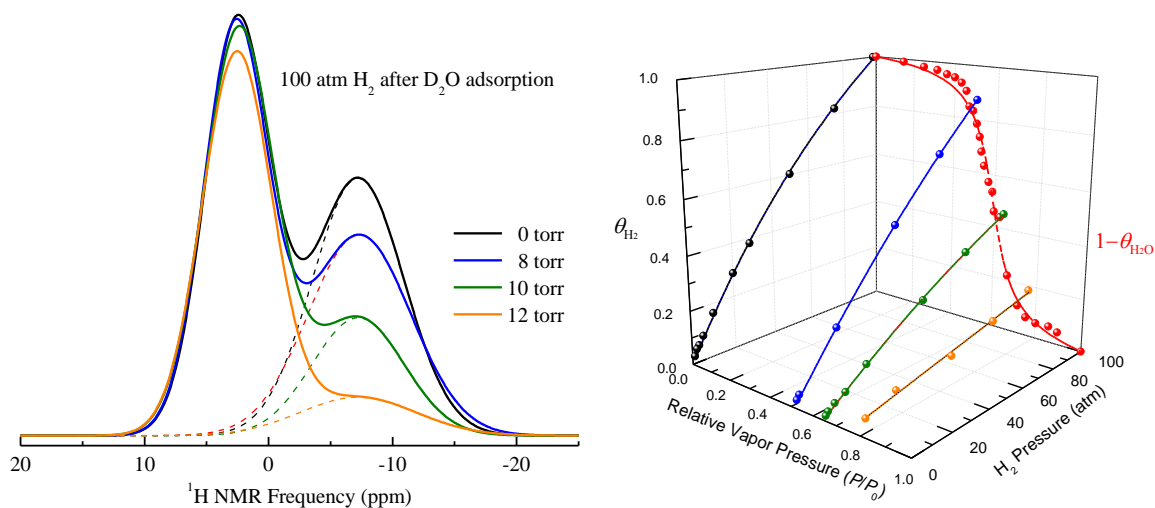 100 atm H₂ after D₂O adsorption
0 torr
8 torr
10 torr
12 torr
20 10 0 -10 -20
¹H NMR Frequency (ppm)
1.0
0.8
0.6
0.4
0.2
0.0
θH₂
0.0 0.2 0.4 0.6 0.8 1.0
Relative Vapor Pressure (P/P₀)
0 20 40 60 80 100
H₂ Pressure (atm)
1−θH₂O